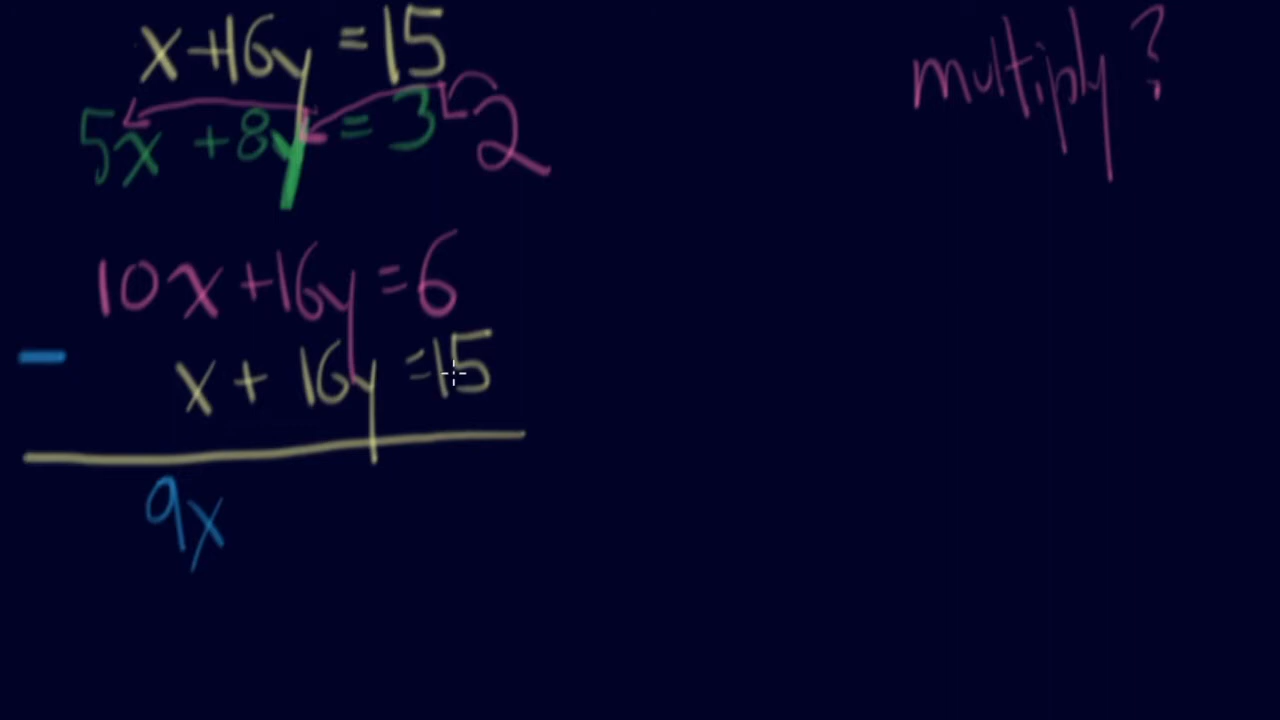 x+16y=15
multiply?
5x+8y=3 2
10x+16y=6
- x+16y=15
9x